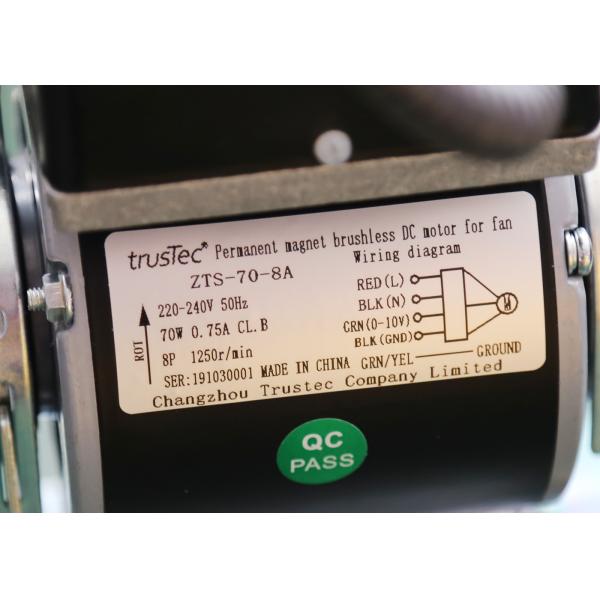 trusTec® Permanent magnet brushless DC motor for fan
ZTS-70-8A
Wiring diagram
220-240V 50Hz
70W 0.75A CL.B
8P 1250r/min
ROT
RED(L)
BLK(N)
GRN(0-10V)
BLK(GND)
M
SER:191030001 MADE IN CHINA GRN/YEL GROUND
Changzhou Trustec Company Limited
QC
PASS